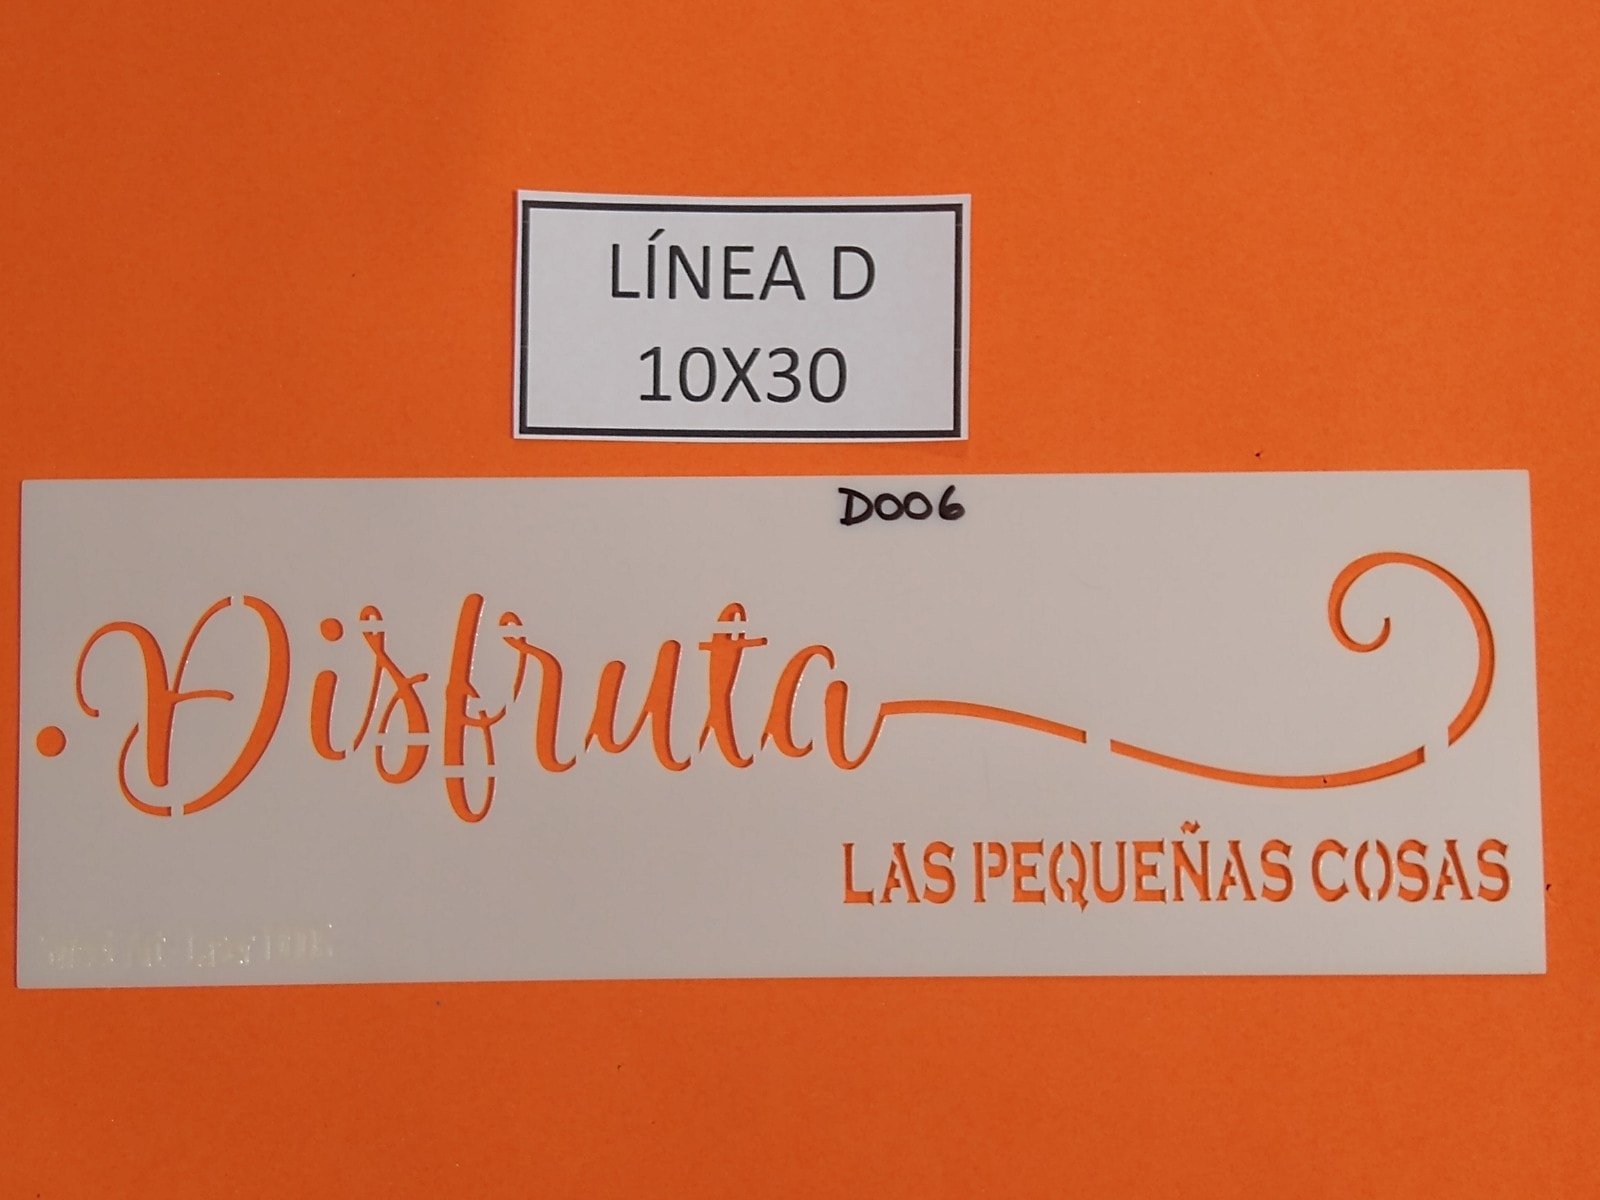 LÍNEA D
10X30
D006
Disfruta
LAS PEQUEÑAS COSAS